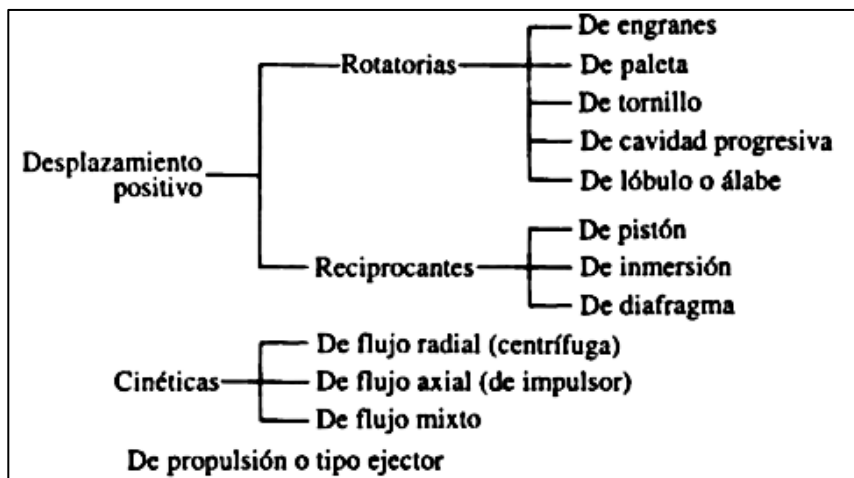 De engranes
Rotatorias
De paleta
De tornillo
De cavidad progresiva
De lóbulo o álabe
Desplazamiento
positivo
De pistón
Reciprocantes
De inmersión
De diafragma
De flujo radial (centrífuga)
Cinéticas
De flujo axial (de impulsor)
De flujo mixto
De propulsión o tipo ejector